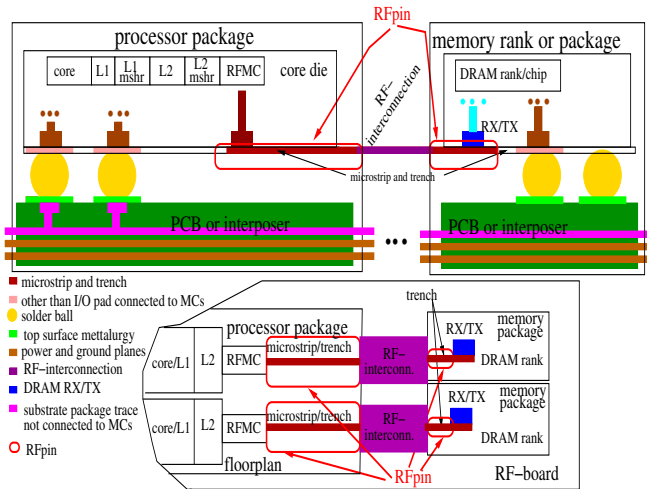 RFpin
processor package
memory rank or package
core
L1
L1 mshr
L2
L2 mshr
RFMC
core die
RF-interconnection
DRAM rank/chip
RX/TX
microstrip and trench
PCB or interposer
...
PCB or interposer
microstrip and trench
other than I/O pad connected to MCs
solder ball
top surface mettalurgy
power and ground planes
RF-interconnection
DRAM RX/TX
substrate package trace
not connected to MCs
RFpin
trench
processor package
core/L1
L2
RFMC
microstrip/trench
RF-
interconn.
RX/TX
memory
package
DRAM rank
core/L1
L2
RFMC
microstrip/trench
RF-
interconn.
RX/TX
memory
package
DRAM rank
floorplan
RFpin
RF-board